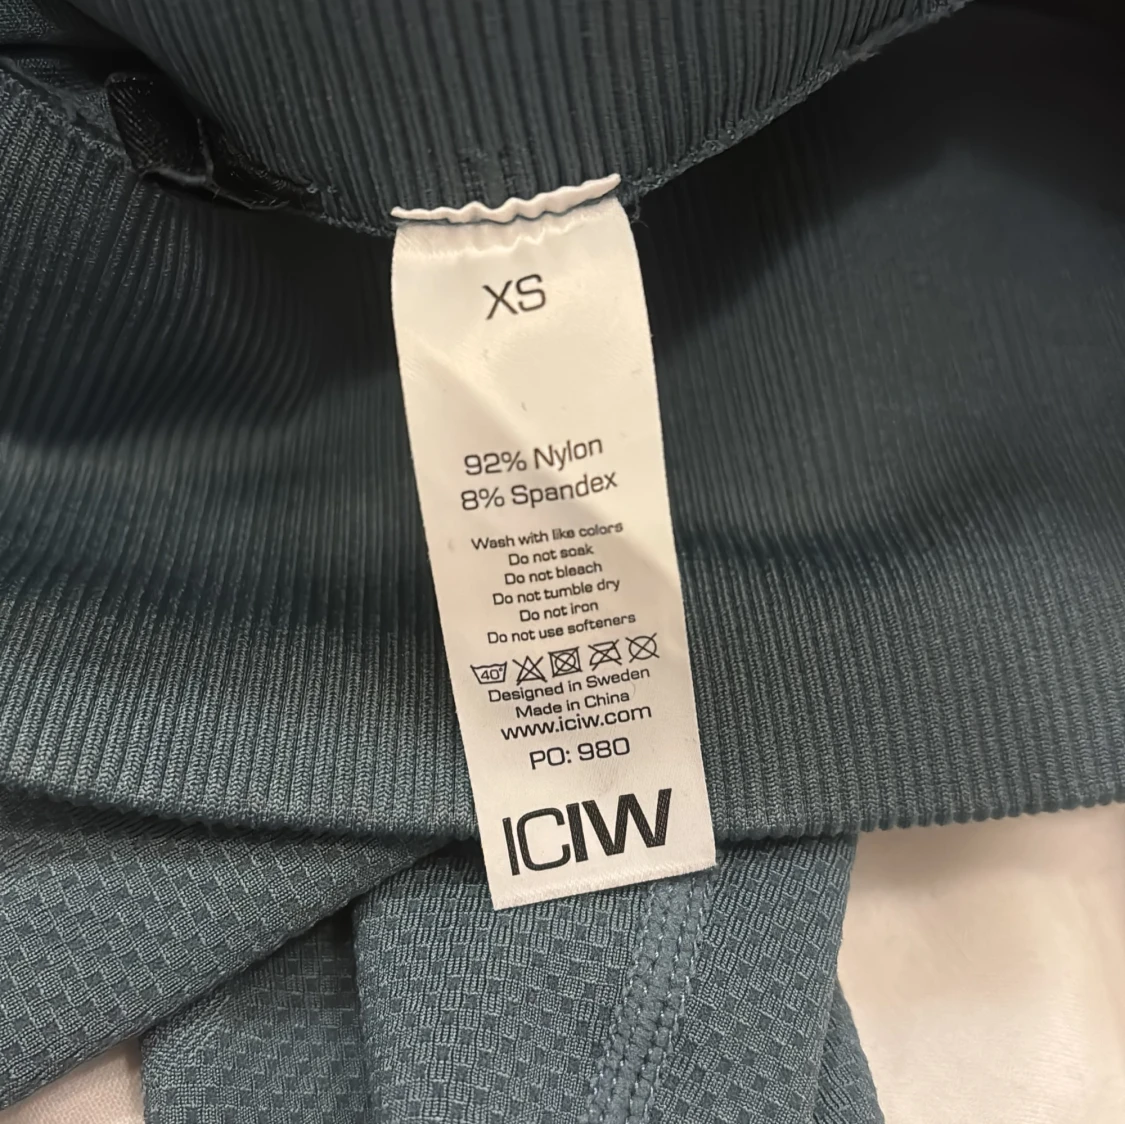 XS
92% Nylon
8% Spandex
Wash with like colors
Do not soak
Do not bleach
Do not tumble dry
Do not iron
Do not use softeners
40°
Designed in Sweden
Made in China
www.iciw.com
PO: 980
ICIW